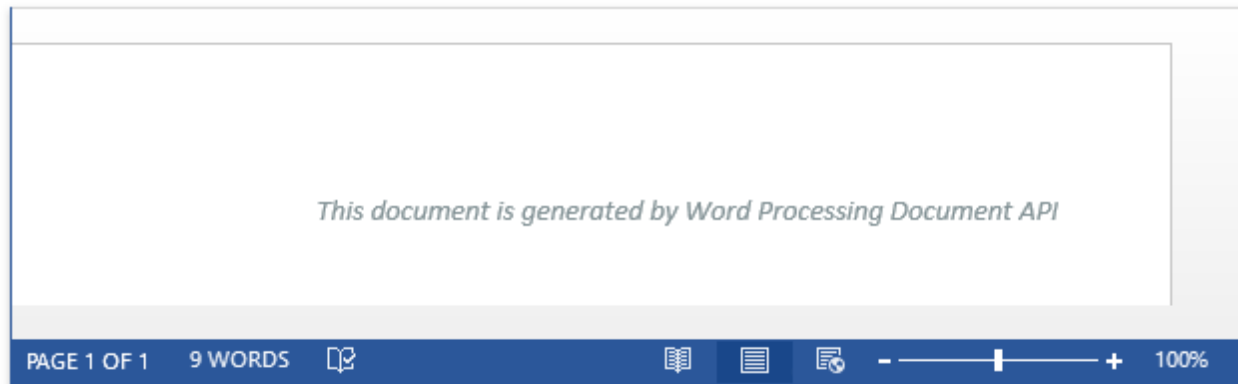 This document is generated by Word Processing Document API
PAGE 1 OF 1 9 WORDS 100%